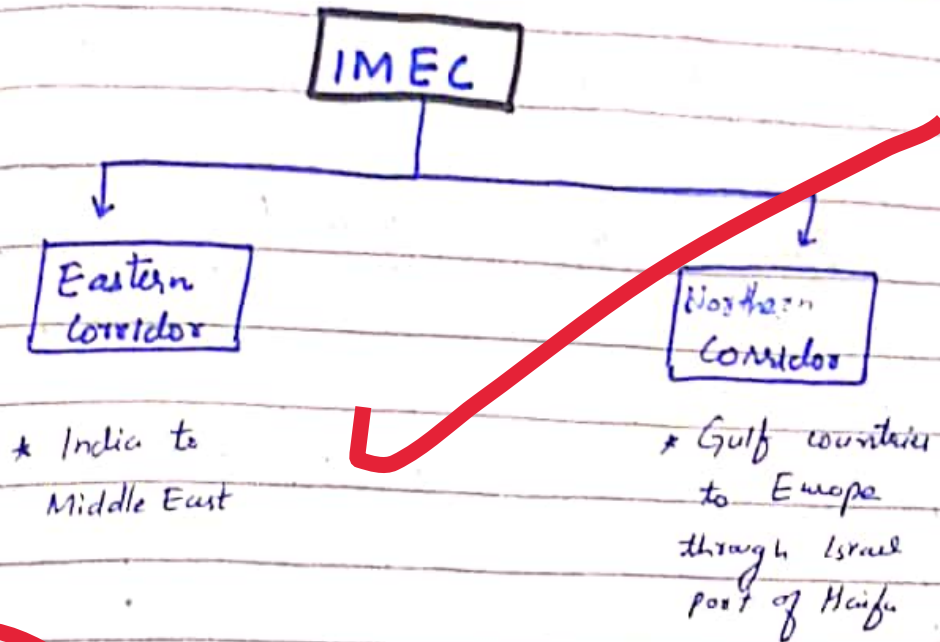 IMEC
Eastern
Corridor
Northern
Corridor
* India to
Middle East
* Gulf countries
to Europe
through Israel
port of Haifa